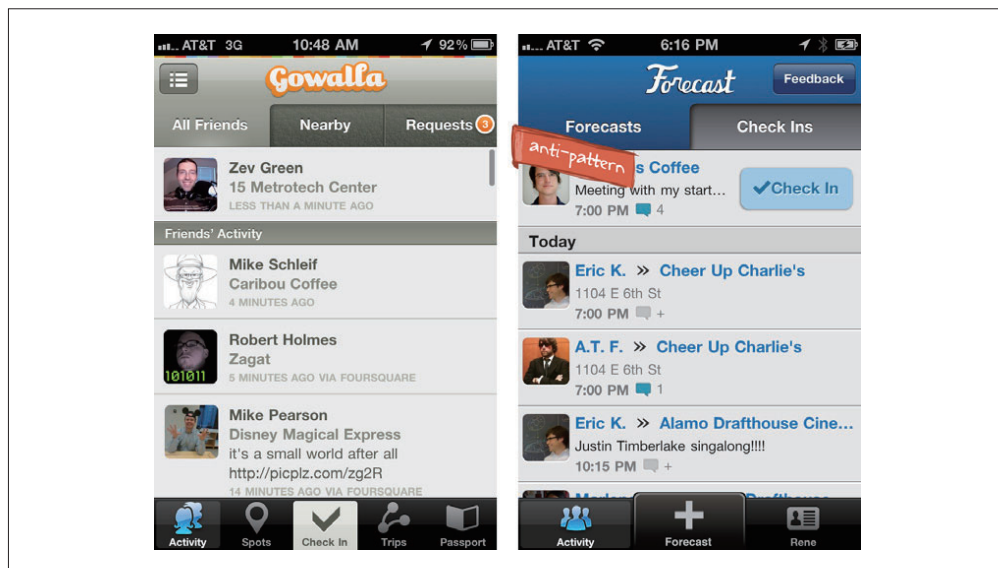 AT&T 3G 10:48 AM 92%
Gowalla
All Friends Nearby Requests 3
Zev Green
15 Metrotech Center
LESS THAN A MINUTE AGO
Friends' Activity
Mike Schleif
Caribou Coffee
4 MINUTES AGO
Robert Holmes
Zagat
101011 5 MINUTES AGO VIA FOURSQUARE
Mike Pearson
Disney Magical Express
it's a small world after all
http://picplz.com/zg2R
14 MINUTES AGO VIA FOURSQUARE
Activity Spots Check In Trips Passport
AT&T 6:16 PM
Forecast Feedback
Forecasts Check Ins
anti-pattern
s Coffee
Meeting with my start... Check In
7:00 PM 4
Today
Eric K. » Cheer Up Charlie's
1104 E 6th St
7:00 PM +
A.T. F. » Cheer Up Charlie's
1104 E 6th St
7:00 PM 1
Eric K. » Alamo Drafthouse Cine...
Justin Timberlake singalong!!!!
10:15 PM +
Activity Forecast Rene